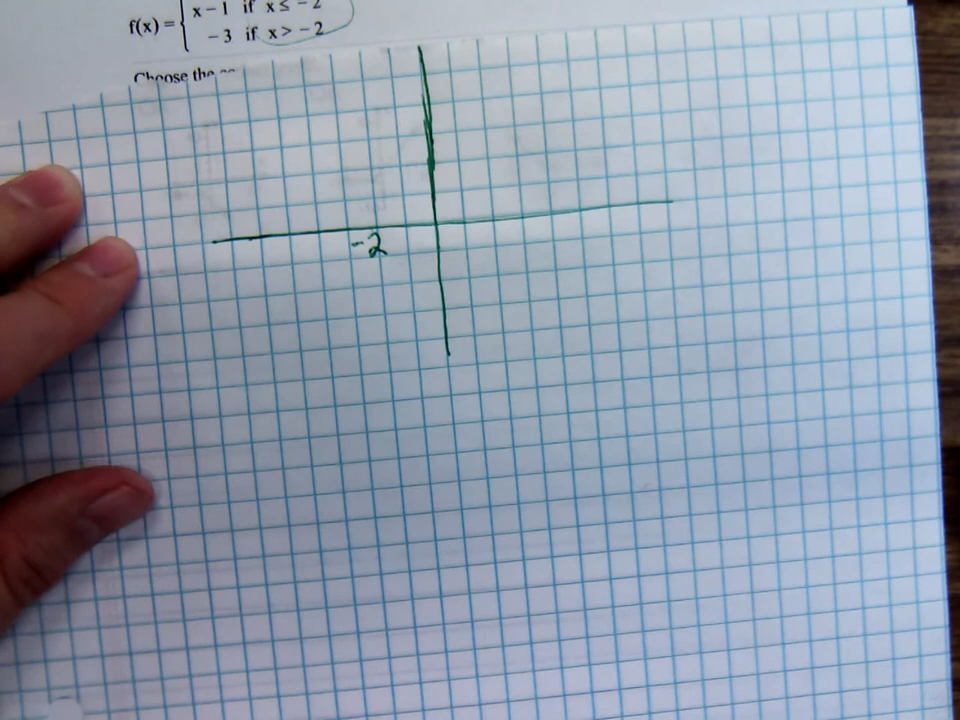 f(x) = { x − 1 if x ≤ − 2
− 3 if x > − 2
Choose the
-2